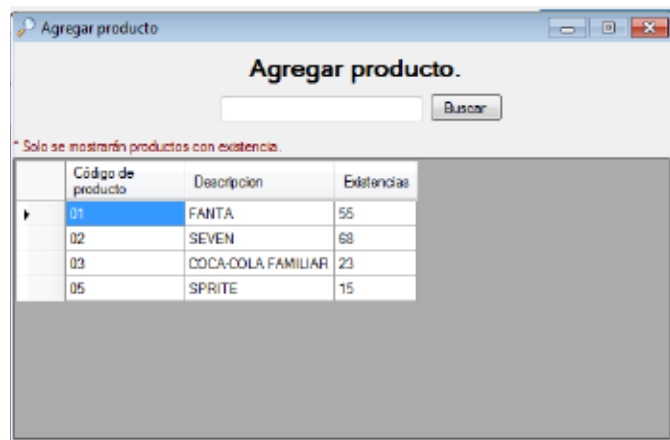 Agregar producto
Agregar producto.
Buscar
* Solo se mostrarán productos con existencia.
Código de producto Descripcion Existencias
01 FANTA 55
02 SEVEN 68
03 COCA-COLA FAMILIAR 23
05 SPRITE 15